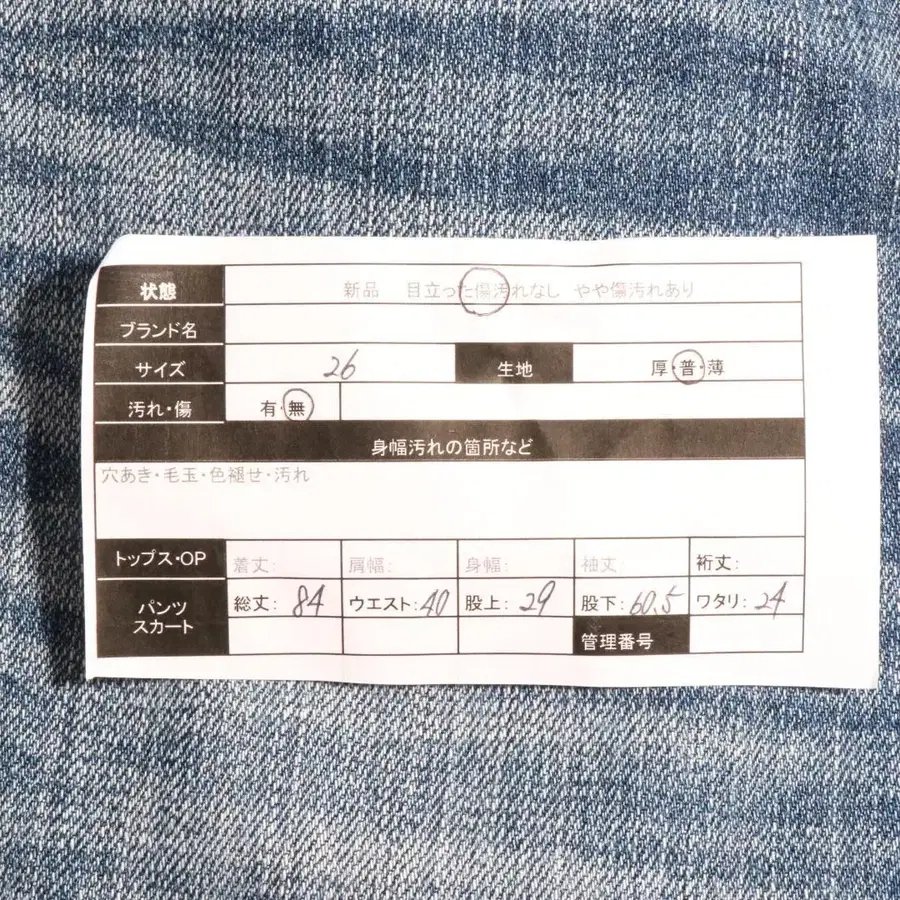 状態 新品 目立った傷汚れなし やや傷汚れあり
ブランド名
サイズ 26 生地 厚・普・薄
汚れ・傷 有・無
身幅汚れの箇所など
穴あき・毛玉・色褪せ・汚れ
トップス・OP 着丈: 肩幅: 身幅: 袖丈: 裄丈:
パンツ スカート 総丈: 84 ウエスト: 40 股上: 29 股下: 60.5 ワタリ: 24
管理番号